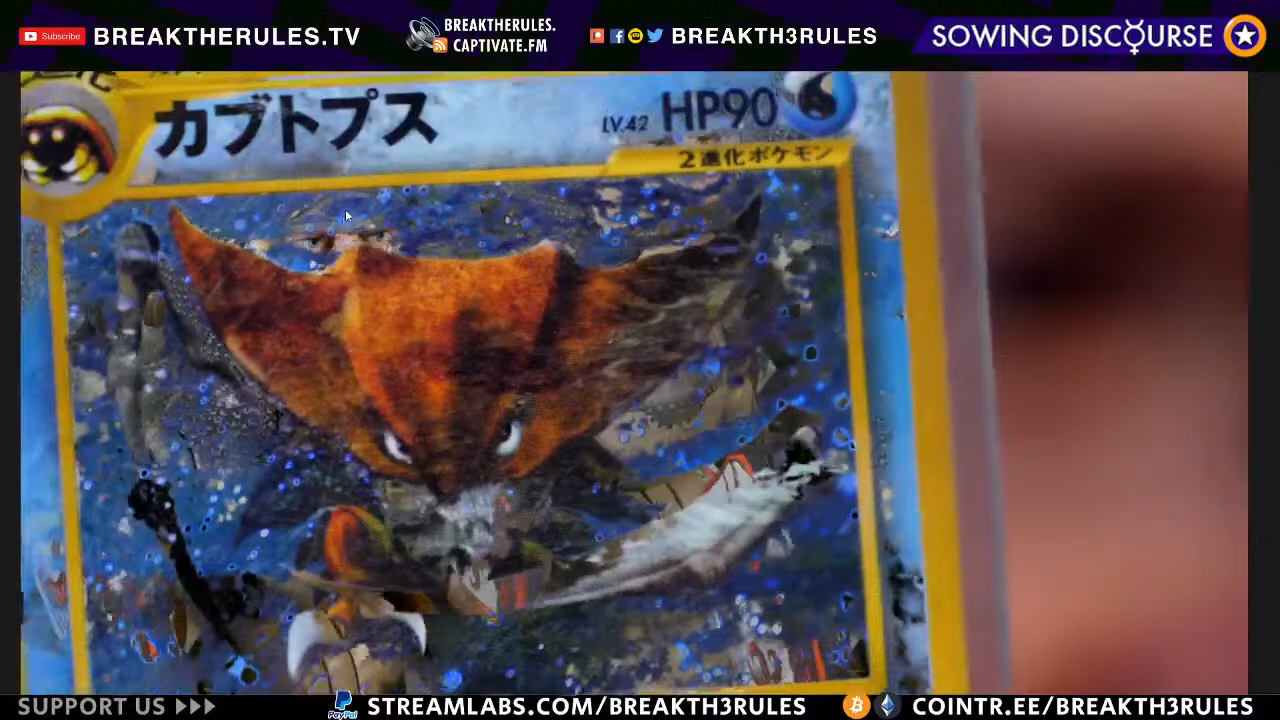 Subscribe
BREAKTHERULES.TV
BREAKTHERULES.
CAPTIVATE.FM
BREAKTH3RULES
SOWING DISCOURSE
カブトプス
LV.42 HP90
2進化ポケモン
SUPPORT US >>>
PayPal
STREAMLABS.COM/BREAKTH3RULES
COINTR.EE/BREAKTH3RULES